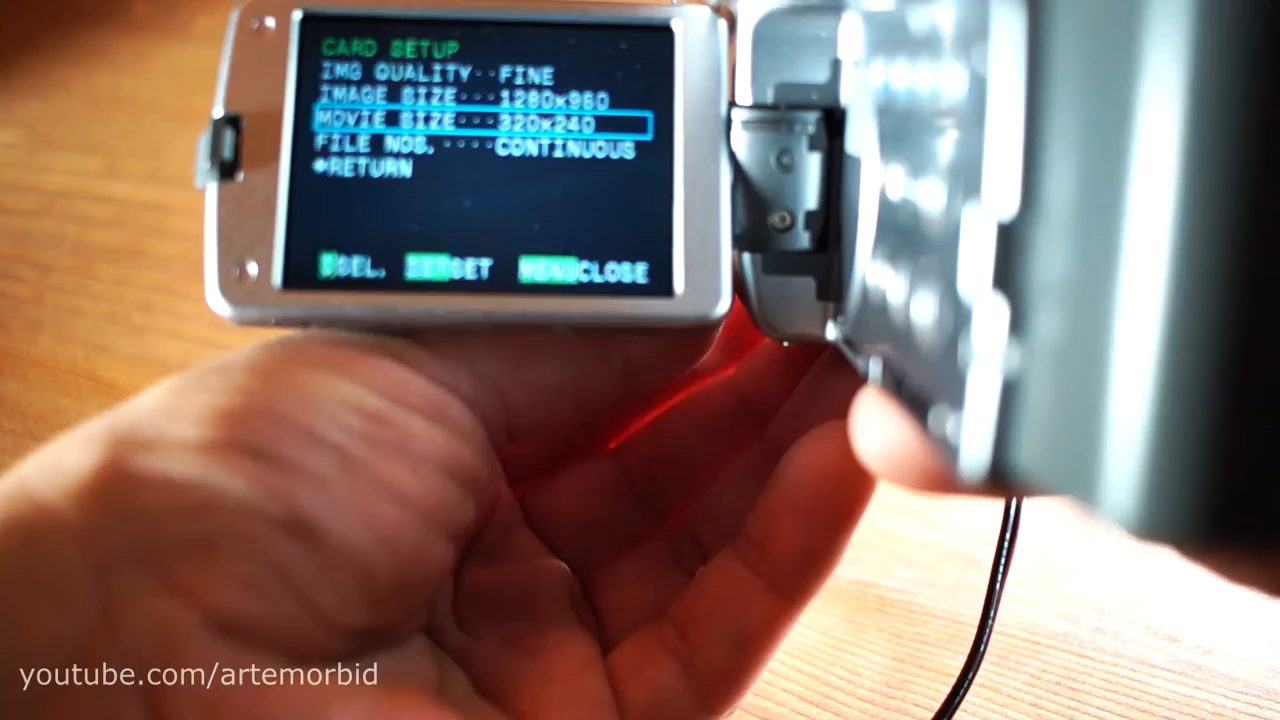 CARD SETUP
IMG QUALITY··FINE
IMAGE SIZE···1280x960
MOVIE SIZE···320x240
FILE NOS.····CONTINUOUS
RETURN
SEL. SET SET MENU CLOSE
youtube.com/artemorbid